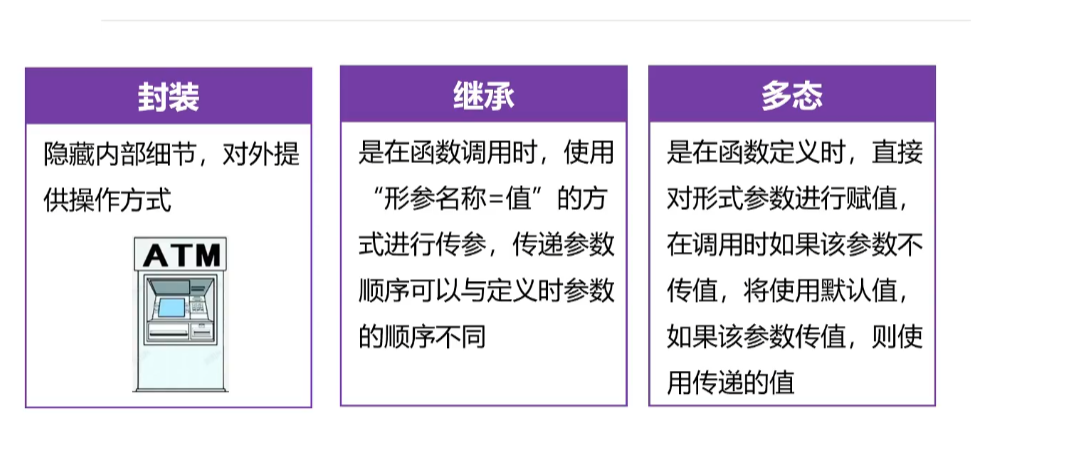 封装
隐藏内部细节，对外提
供操作方式
ATM
继承
是在函数调用时，使用
“形参名称=值”的方
式进行传参，传递参数
顺序可以与定义时参数
的顺序不同
多态
是在函数定义时，直接
对形式参数进行赋值，
在调用时如果该参数不
传值，将使用默认值，
如果该参数传值，则使
用传递的值